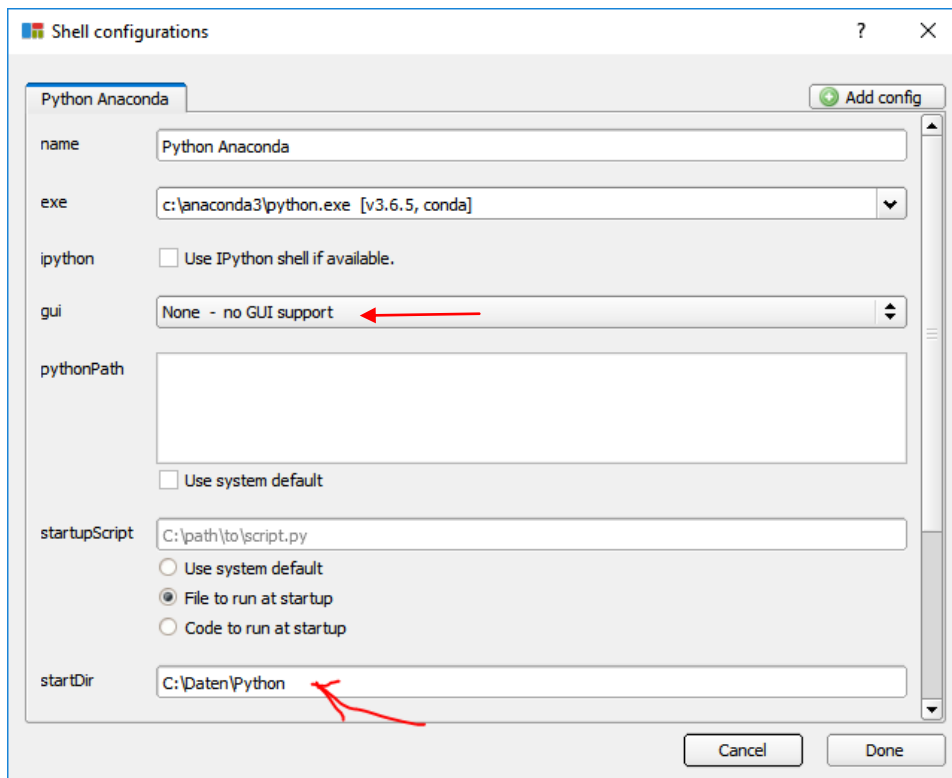 Shell configurations
?
Python Anaconda
Add config
name
Python Anaconda
exe
c:\anaconda3\python.exe [v3.6.5, conda]
ipython
Use IPython shell if available.
gui
None - no GUI support
pythonPath
Use system default
startupScript
C:\path\to\script.py
Use system default
File to run at startup
Code to run at startup
startDir
C:\Daten\Python
Cancel
Done